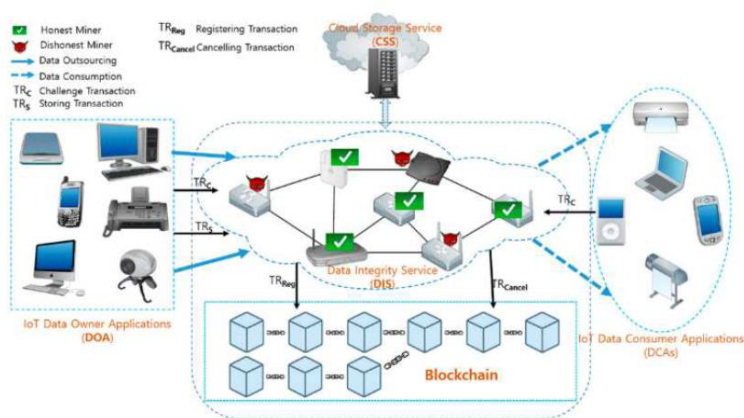 Honest Miner
Dishonest Miner
Data Outsourcing
Data Consumption
TRC Challenge Transaction
TRS Storing Transaction
TRReg Registering Transaction
TRCancel Cancelling Transaction
Cloud Storage Service
(CSS)
TRC
TRS
TRC
Data Integrity Service
(DIS)
TRReg
TRCancel
IoT Data Owner Applications
(DOA)
IoT Data Consumer Applications
(DCAs)
Blockchain